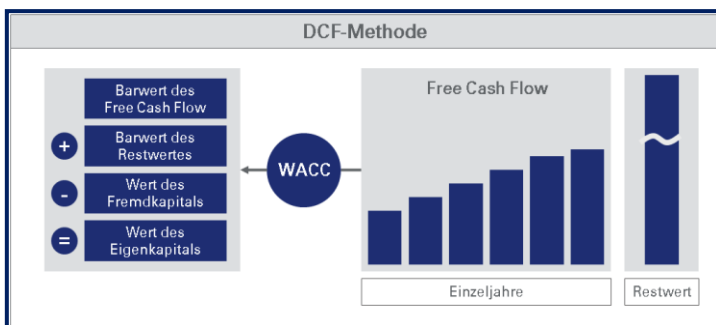 DCF-Methode
Barwert des
Free Cash Flow
+
Barwert des
Restwertes
-
Wert des
Fremdkapitals
=
Wert des
Eigenkapitals
WACC
Free Cash Flow
Einzeljahre
Restwert